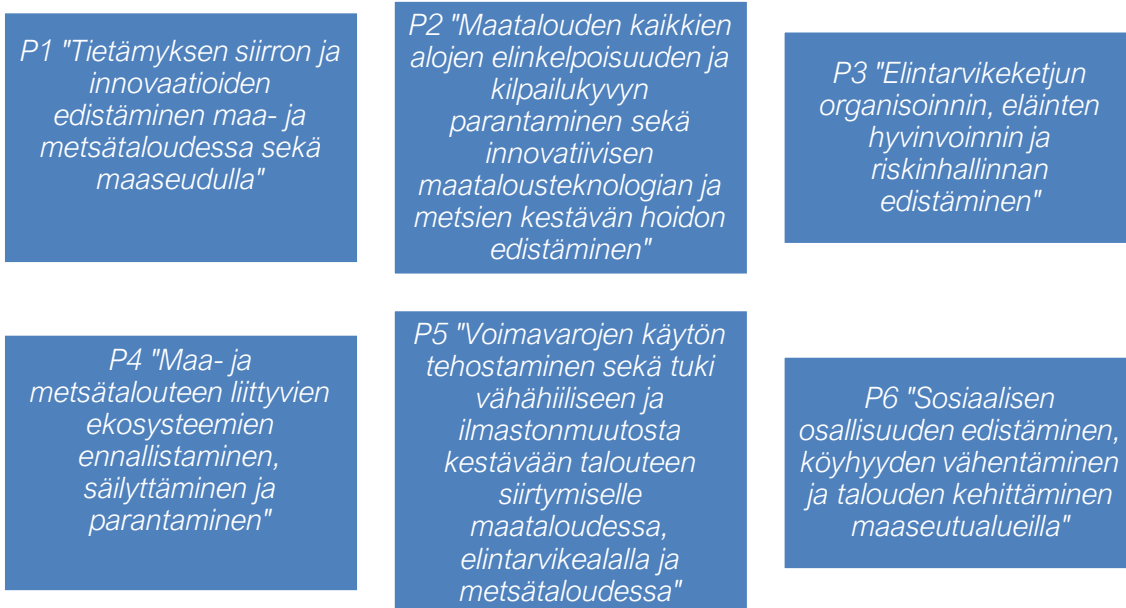 P1 "Tietämyksen siirron ja
innovaatioiden
edistäminen maa- ja
metsätaloudessa sekä
maaseudulla"
P2 "Maatalouden kaikkien
alojen elinkelpoisuuden ja
kilpailukyvyn
parantaminen sekä
innovatiivisen
maatalousteknologian ja
metsien kestävän hoidon
edistäminen"
P3 "Elintarvikeketjun
organisoinnin, eläinten
hyvinvoinnin ja
riskinhallinnan
edistäminen"
P4 "Maa- ja
metsätalouteen liittyvien
ekosysteemien
ennallistaminen,
säilyttäminen ja
parantaminen"
P5 "Voimavarojen käytön
tehostaminen sekä tuki
vähähiiliseen ja
ilmastonmuutosta
kestävään talouteen
siirtymiselle
maataloudessa,
elintarvikealalla ja
metsätaloudessa"
P6 "Sosiaalisen
osallisuuden edistäminen,
köyhyyden vähentäminen
ja talouden kehittäminen
maaseutualueilla"